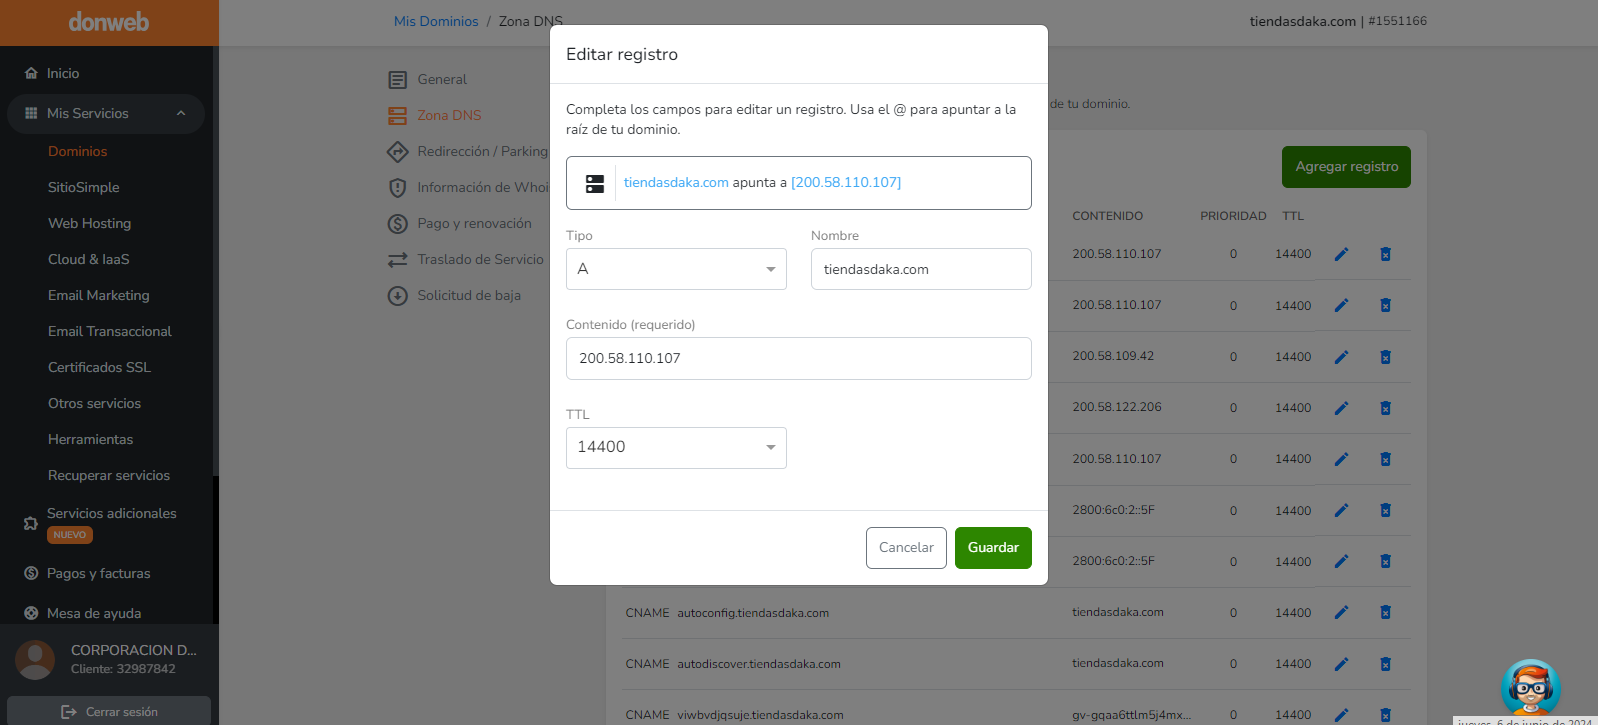 donweb
Mis Dominios / Zona DNS
tiendasdaka.com | #1551166
Inicio
Mis Servicios
Dominios
SitioSimple
Web Hosting
Cloud & IaaS
Email Marketing
Email Transaccional
Certificados SSL
Otros servicios
Herramientas
Recuperar servicios
Servicios adicionales
NUEVO
Pagos y facturas
Mesa de ayuda
CORPORACION D...
Cliente: 32987842
Cerrar sesión
General
Zona DNS
Redirección / Parking
Información de Whoi
Pago y renovación
Traslado de Servicio
Solicitud de baja
Editar registro
Completa los campos para editar un registro. Usa el @ para apuntar a la
raíz de tu dominio.
tiendasdaka.com apunta a [200.58.110.107]
Tipo
Nombre
A
tiendasdaka.com
Contenido (requerido)
200.58.110.107
TTL
14400
Cancelar
Guardar
de tu dominio.
Agregar registro
CONTENIDO PRIORIDAD TTL
200.58.110.107 0 14400
200.58.110.107 0 14400
200.58.109.42 0 14400
200.58.122.206 0 14400
200.58.110.107 0 14400
2800:6c0:2::5F 0 14400
2800:6c0:2::5F 0 14400
CNAME autoconfig.tiendasdaka.com tiendasdaka.com 0 14400
CNAME autodiscover.tiendasdaka.com tiendasdaka.com 0 14400
CNAME viwbvdjqsuje.tiendasdaka.com gv-gqaa6ttlm5j4mx... 0 14400
jueves, 6 de junio de 2024